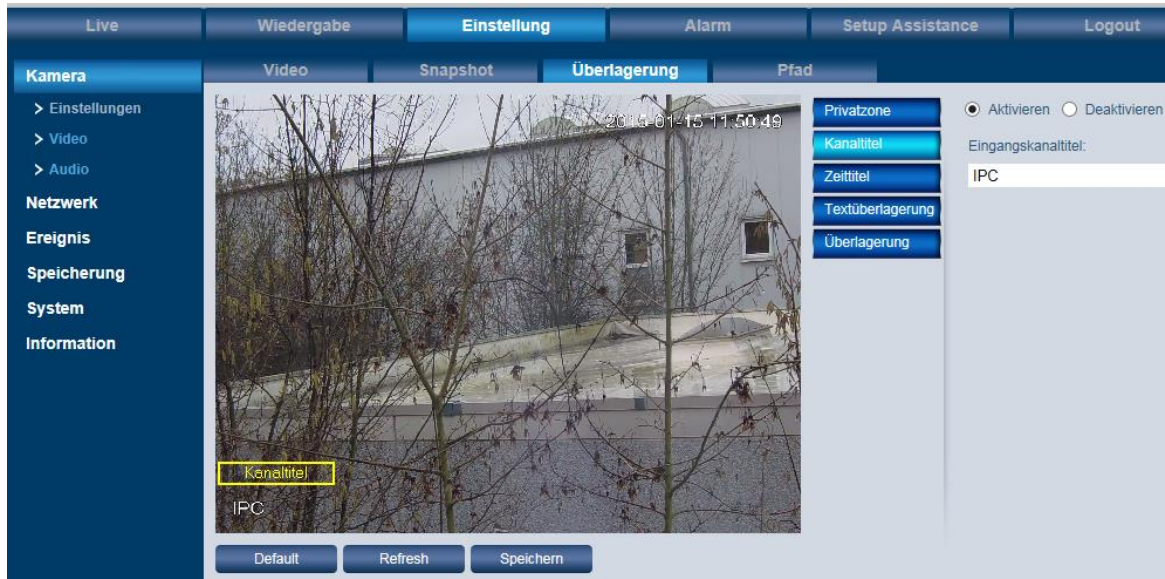 Live Wiedergabe Einstellung Alarm Setup Assistance Logout
Kamera
> Einstellungen
> Video
> Audio
Netzwerk
Ereignis
Speicherung
System
Information
Video Snapshot Überlagerung Pfad
2015-01-15 11:50:49
Kanaltitel
IPC
Privatzone
Kanaltitel
Zeittitel
Textüberlagerung
Überlagerung
Aktivieren Deaktivieren
Eingangskanaltitel:
IPC
Default Refresh Speichern